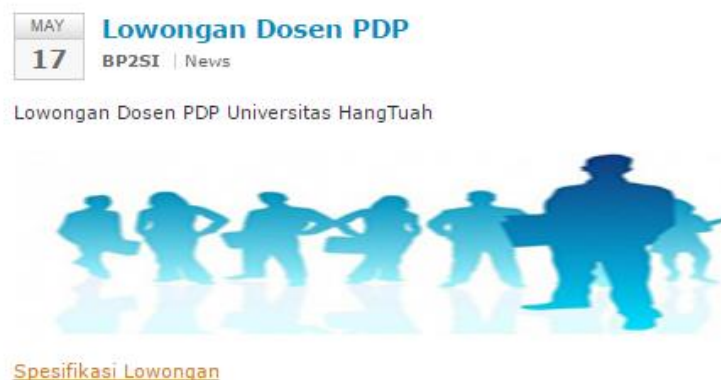 MAY
17
Lowongan Dosen PDP
BP2SI | News
Lowongan Dosen PDP Universitas HangTuah
Spesifikasi Lowongan